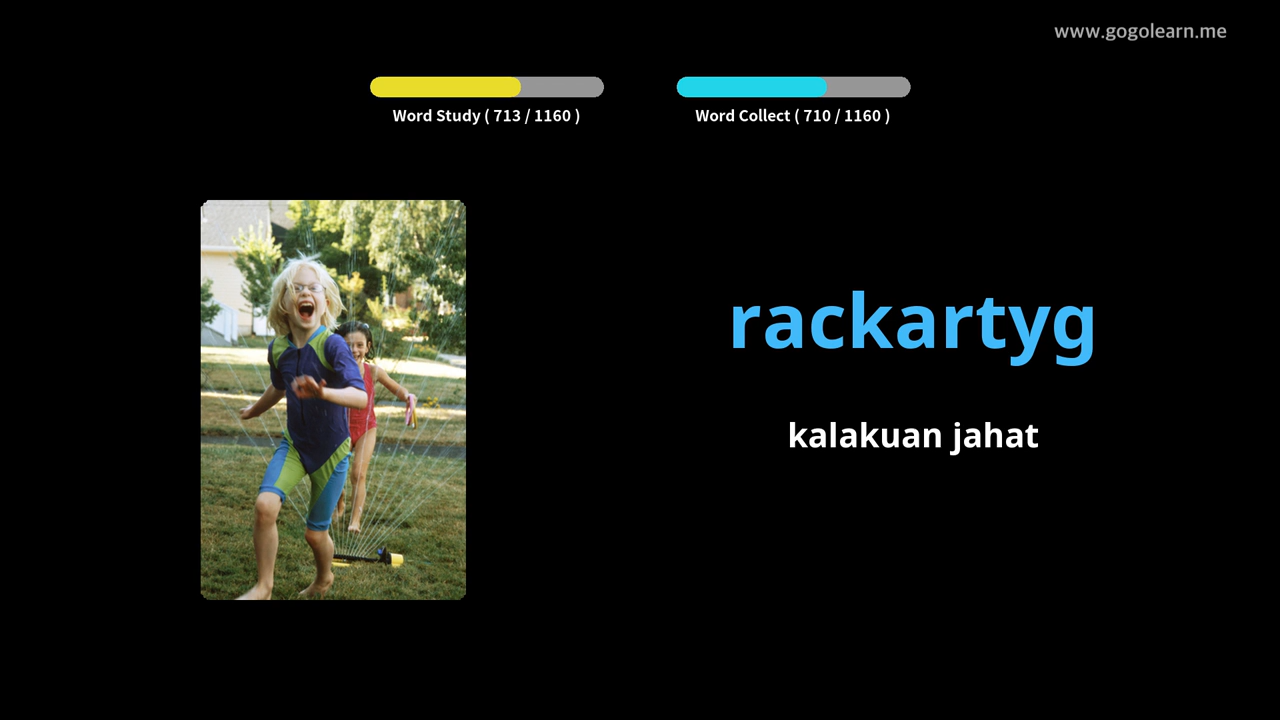 www.gogolearn.me
Word Study ( 713 / 1160 )
Word Collect ( 710 / 1160 )
rackartyg
kalakuan jahat